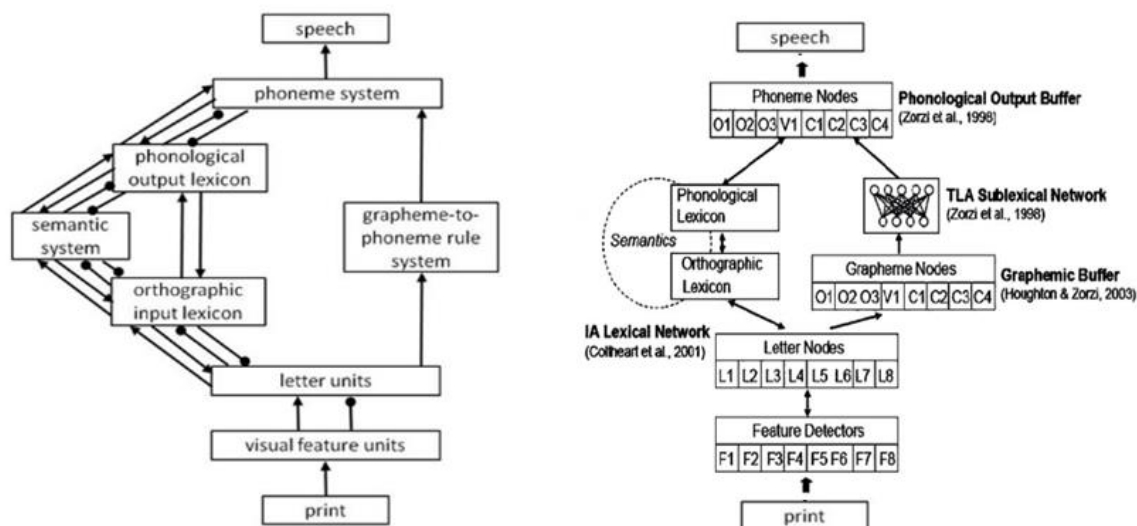 speech
phoneme system
phonological
output lexicon
semantic
system
grapheme-to-
phoneme rule
system
orthographic
input lexicon
letter units
visual feature units
print
speech
Phoneme Nodes
O1 O2 O3 V1 C1 C2 C3 C4
Phonological Output Buffer
(Zorzi et al., 1998)
Phonological
Lexicon
TLA Sublexical Network
(Zorzi et al., 1998)
Semantics
Orthographic
Lexicon
Grapheme Nodes
O1 O2 O3 V1 C1 C2 C3 C4
Graphemic Buffer
(Houghton & Zorzi, 2003)
IA Lexical Network
(Coltheart et al., 2001)
Letter Nodes
L1 L2 L3 L4 L5 L6 L7 L8
Feature Detectors
F1 F2 F3 F4 F5 F6 F7 F8
print